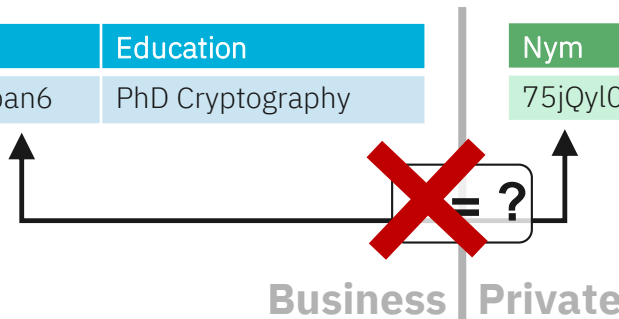 Education Nym
PhD Cryptography
= ?
Business Private